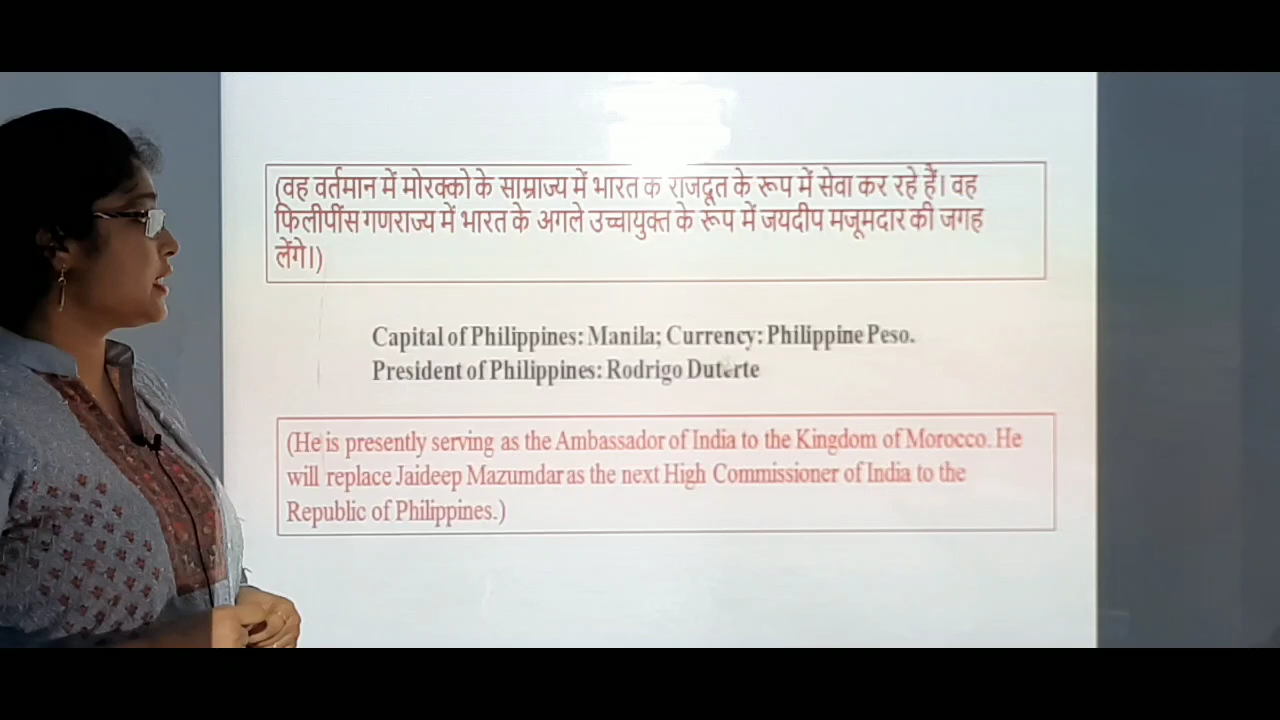 (वह वर्तमान में मोरक्को के साम्राज्य में भारत क राजदूत के रूप में सेवा कर रहे हैं। वह
फिलीपींस गणराज्य में भारत के अगले उच्चायुक्त के रूप में जयदीप मजूमदार की जगह
लेंगे।)
Capital of Philippines: Manila; Currency: Philippine Peso.
President of Philippines: Rodrigo Duterte
(He is presently serving as the Ambassador of India to the Kingdom of Morocco. He
will replace Jaideep Mazumdar as the next High Commissioner of India to the
Republic of Philippines.)